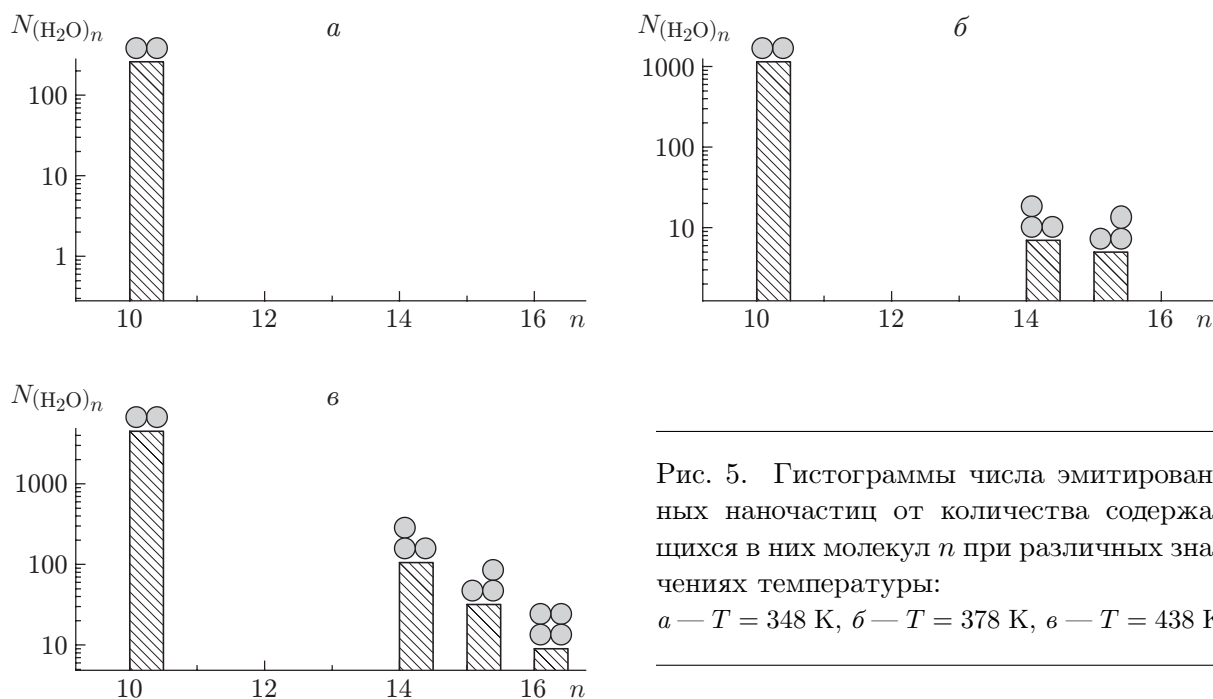 N(H₂O)ₙ
а
100
10
1
10
12
14
16
n
N(H₂O)ₙ
б
1000
100
10
10
12
14
16
n
N(H₂O)ₙ
в
1000
100
10
10
12
14
16
n
Рис. 5. Гистограммы числа эмитирован-
ных наночастиц от количества содержа-
щихся в них молекул n при различных зна-
чениях температуры:
а — T = 348 K, б — T = 378 K, в — T = 438 K